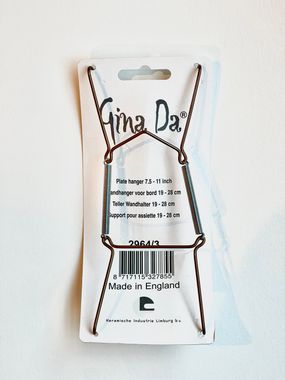 Gina Da®
Plate hanger 7.5 - 11 inch
andhanger voor bord 19 - 28 cm
Teller Wandhalter 19 - 28 cm
Support pour assiette 19 - 28 cm
2964/3
8 717115 327855
Made in England
Keramische Industrie Limburg b.v.